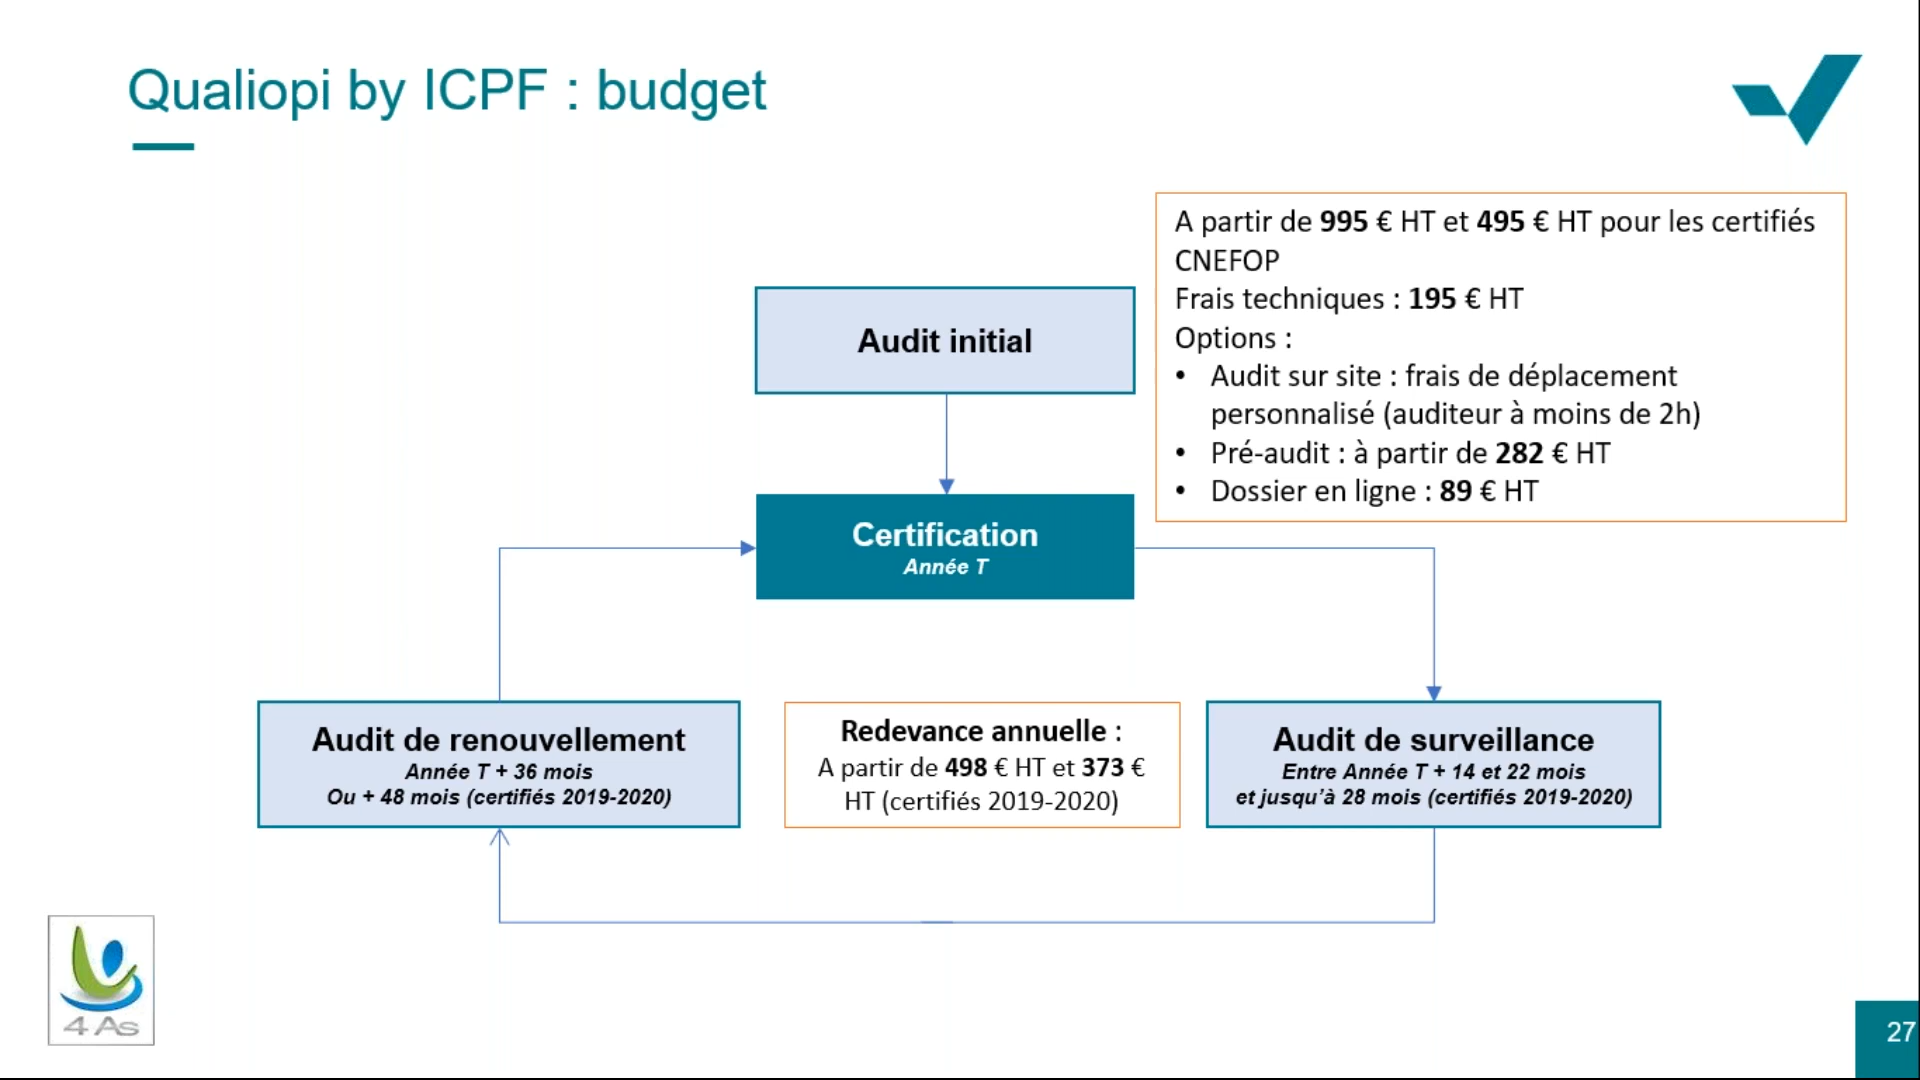 Qualiopi by ICPF : budget
A partir de 995 € HT et 495 € HT pour les certifiés
CNEFOP
Frais techniques : 195 € HT
Options :
• Audit sur site : frais de déplacement
personnalisé (auditeur à moins de 2h)
• Pré-audit : à partir de 282 € HT
• Dossier en ligne : 89 € HT
Audit initial
Certification
Année T
Audit de renouvellement
Année T + 36 mois
Ou + 48 mois (certifiés 2019-2020)
Redevance annuelle :
A partir de 498 € HT et 373 €
HT (certifiés 2019-2020)
Audit de surveillance
Entre Année T + 14 et 22 mois
et jusqu'à 28 mois (certifiés 2019-2020)
4 As
27